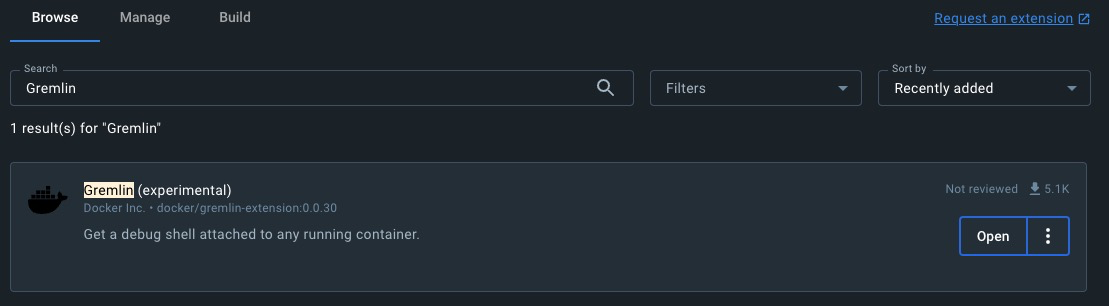 Browse Manage Build Request an extension
Search Sort by
Gremlin Filters Recently added
1 result(s) for "Gremlin"
Gremlin (experimental) Not reviewed 5.1K
Docker Inc. • docker/gremlin-extension:0.0.30
Get a debug shell attached to any running container. Open